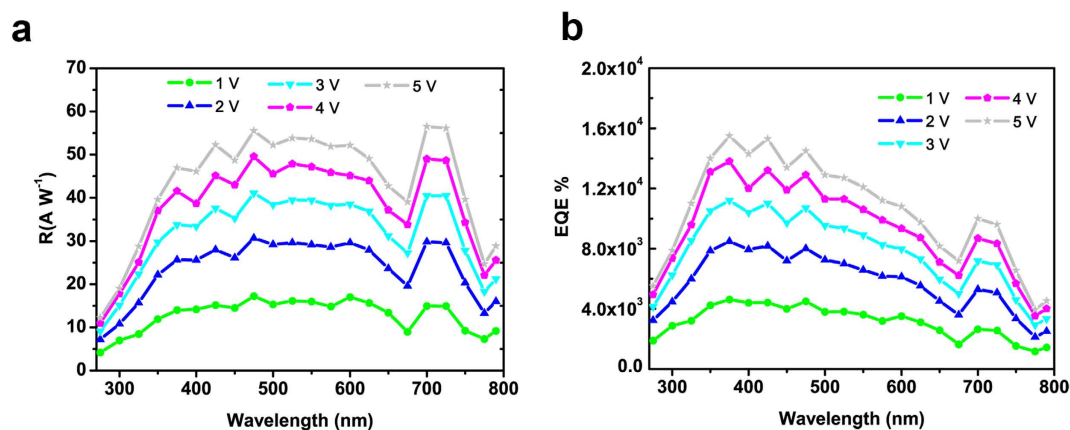 a
70
60
50
40
30
20
10
0
R(A W⁻¹)
1 V
2 V
3 V
4 V
5 V
300 400 500 600 700 800
Wavelength (nm)
b
2.0x10⁴
1.6x10⁴
1.2x10⁴
8.0x10³
4.0x10³
0.0
EQE %
1 V
2 V
3 V
4 V
5 V
300 400 500 600 700 800
Wavelength (nm)